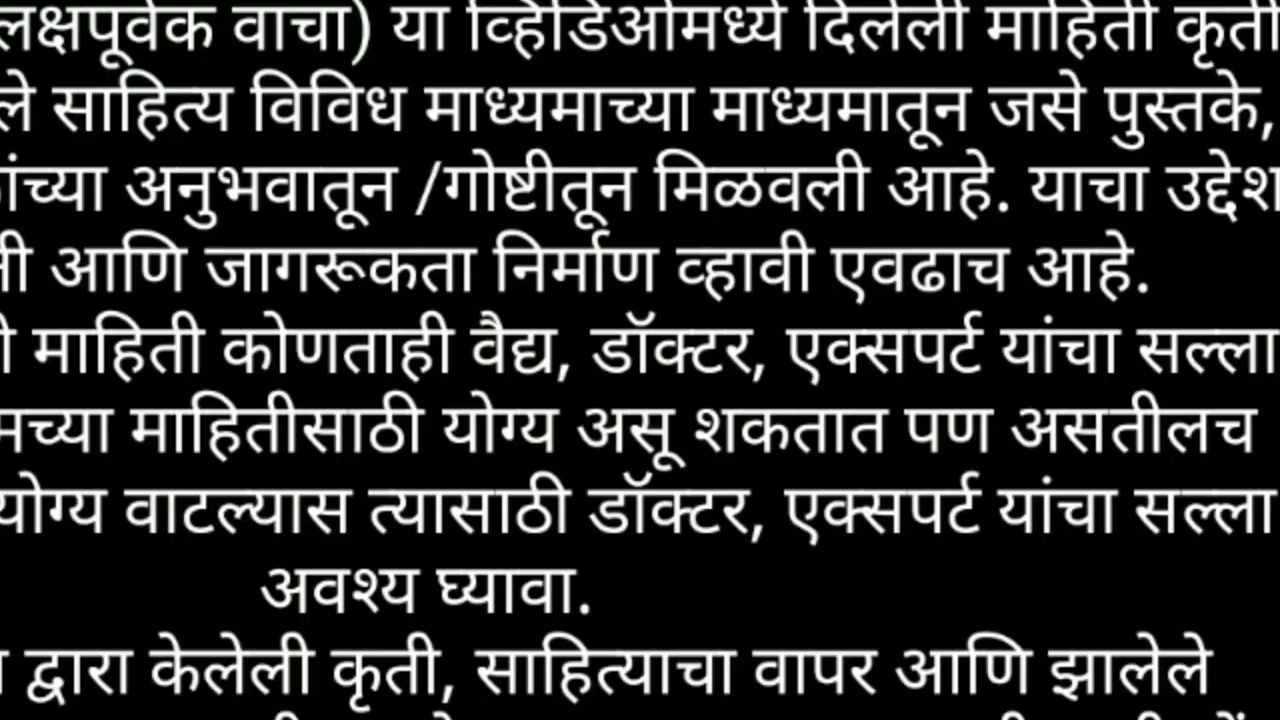 लक्षपूर्वक वाचा) या व्हिडिओमध्ये दिलेली माहिती कृती
साहित्य विविध माध्यमाच्या माध्यमातून जसे पुस्तके,
अनुभवातून /गोष्टीतून मिळवली आहे. याचा उद्देश
आणि जागरूकता निर्माण व्हावी एवढाच आहे.
माहिती कोणताही वैद्य, डॉक्टर, एक्सपर्ट यांचा सल्ला
माहितीसाठी योग्य असू शकतात पण असतीलच
योग्य वाटल्यास त्यासाठी डॉक्टर, एक्सपर्ट यांचा सल्ला
अवश्य घ्यावा.
द्वारा केलेली कृती, साहित्याचा वापर आणि झालेले